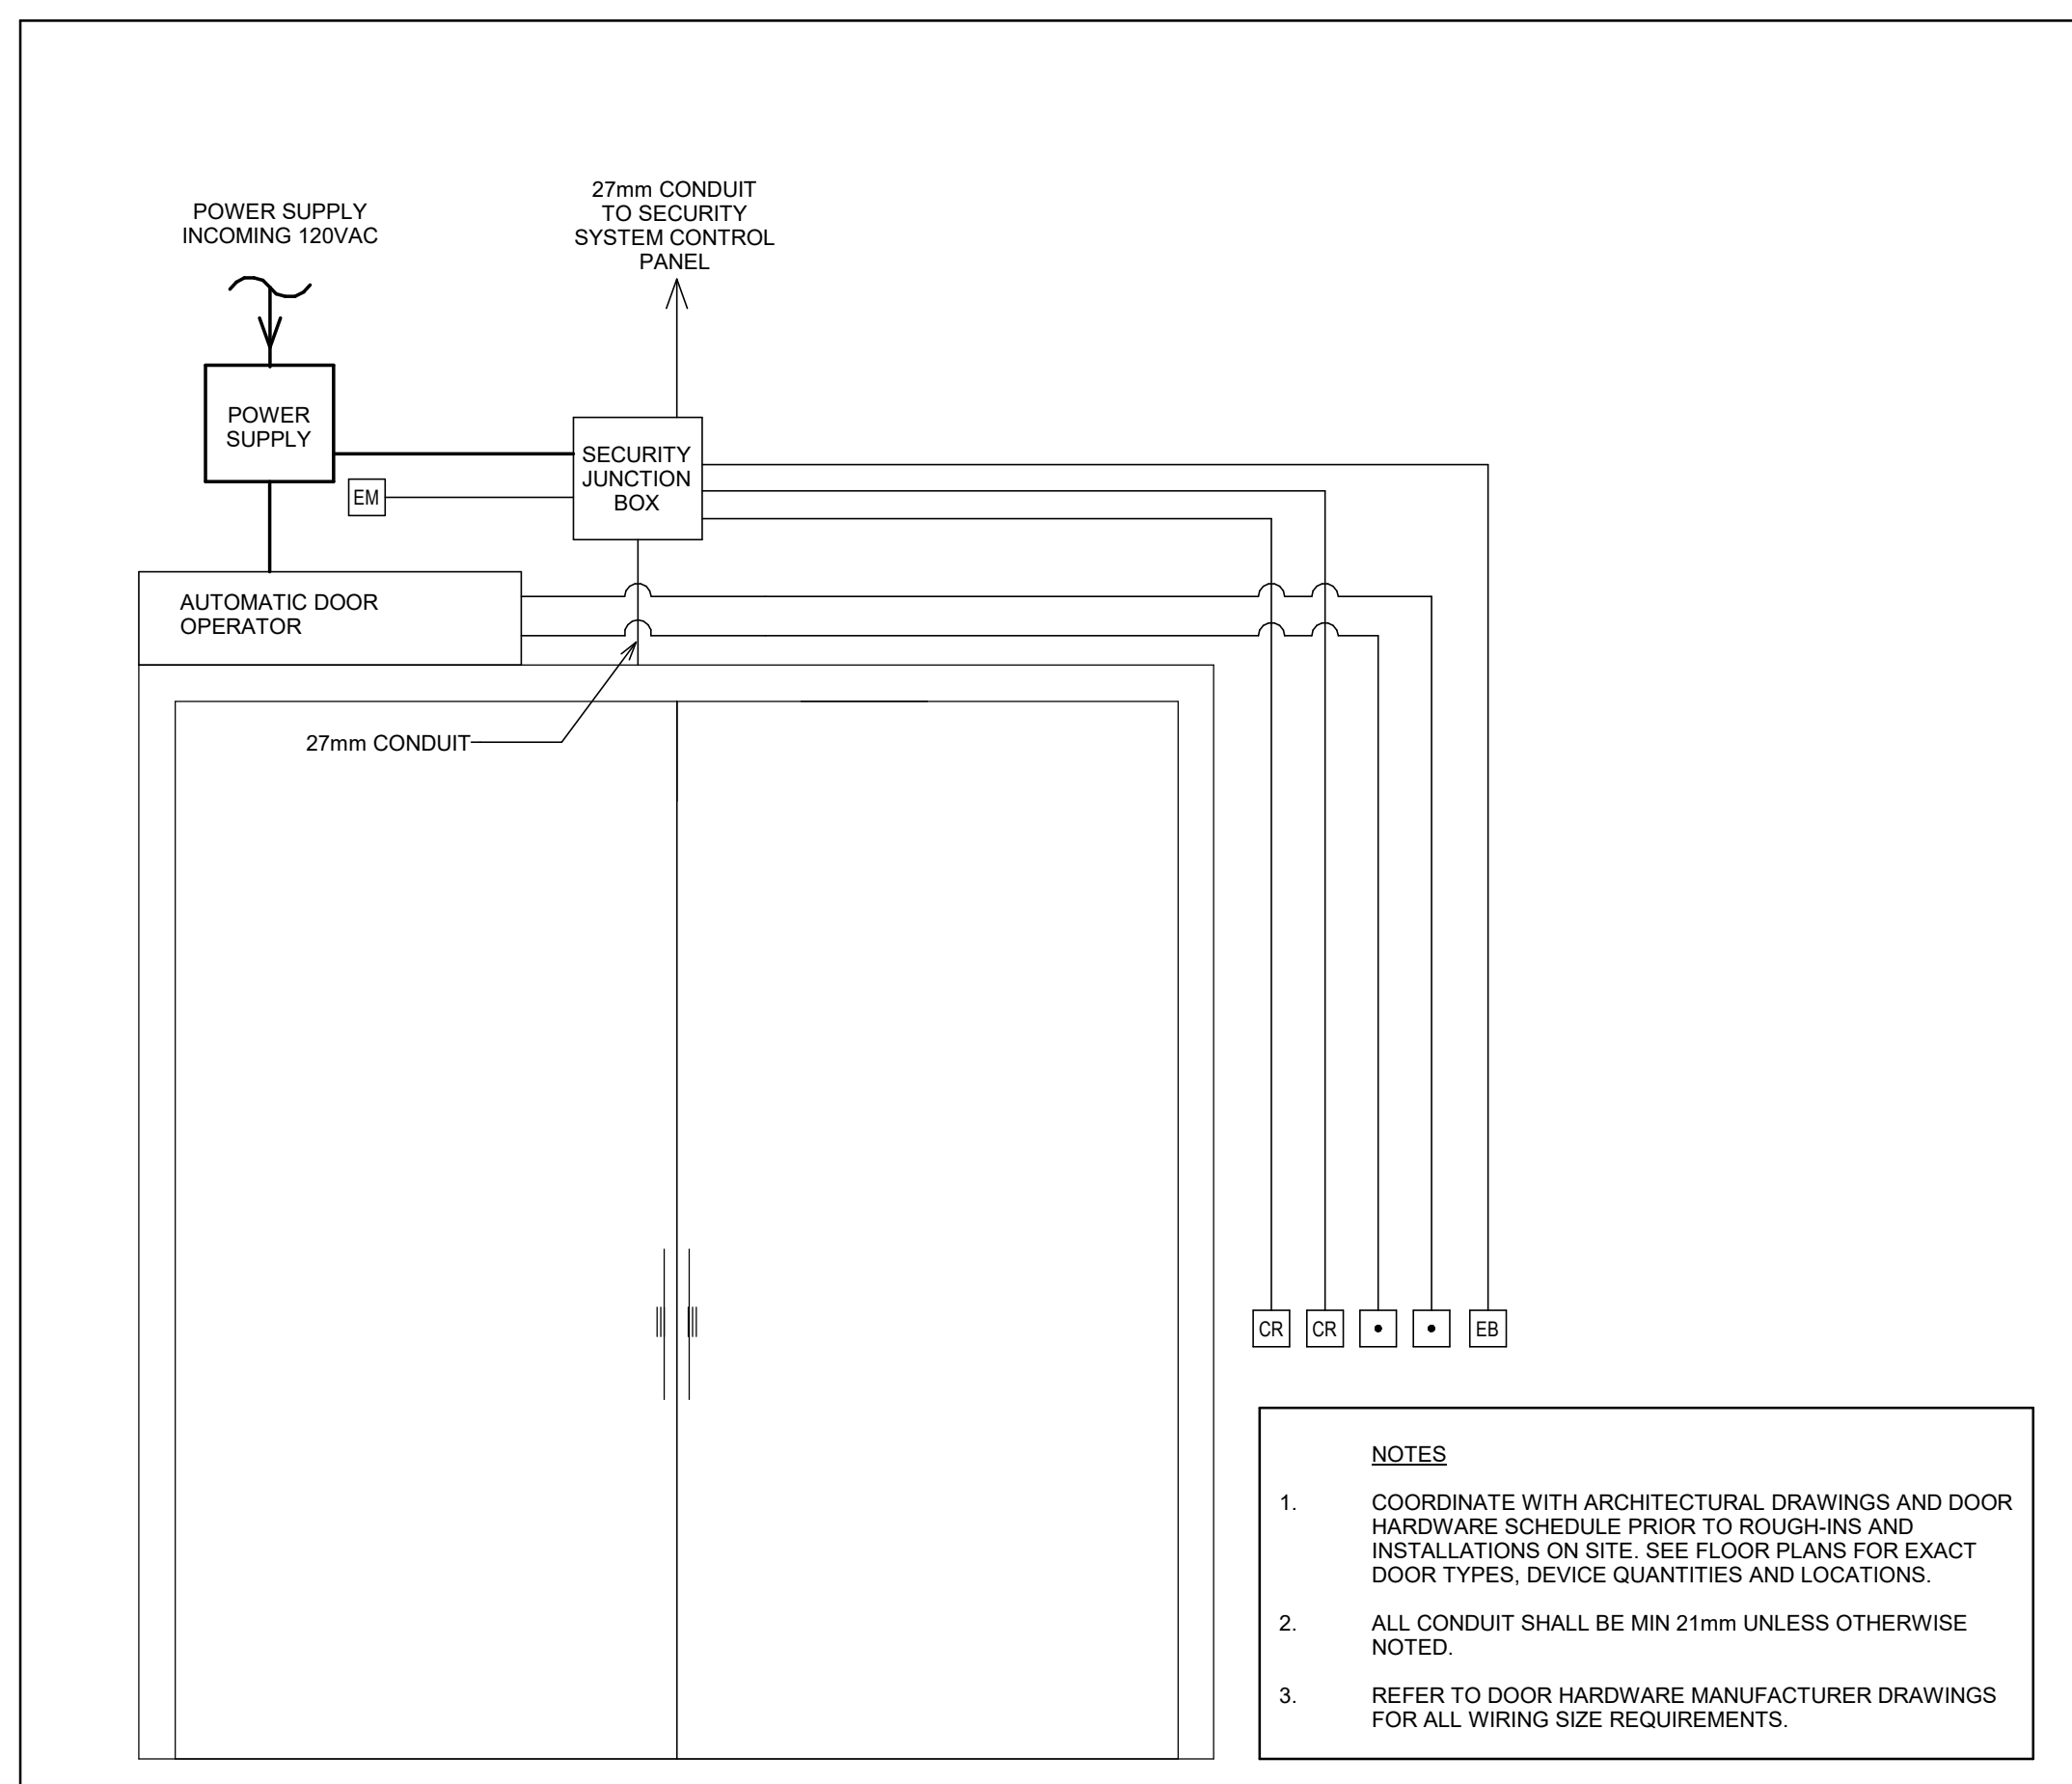 POWER SUPPLY
INCOMING 120VAC
27mm CONDUIT
TO SECURITY
SYSTEM CONTROL
PANEL
POWER
SUPPLY
SECURITY
JUNCTION
BOX
EM
AUTOMATIC DOOR
OPERATOR
27mm CONDUIT
CR
CR
EB
NOTES
1. COORDINATE WITH ARCHITECTURAL DRAWINGS AND DOOR
HARDWARE SCHEDULE PRIOR TO ROUGH-INS AND
INSTALLATIONS ON SITE. SEE FLOOR PLANS FOR EXACT
DOOR TYPES, DEVICE QUANTITIES AND LOCATIONS.
2. ALL CONDUIT SHALL BE MIN 21mm UNLESS OTHERWISE
NOTED.
3. REFER TO DOOR HARDWARE MANUFACTURER DRAWINGS
FOR ALL WIRING SIZE REQUIREMENTS.